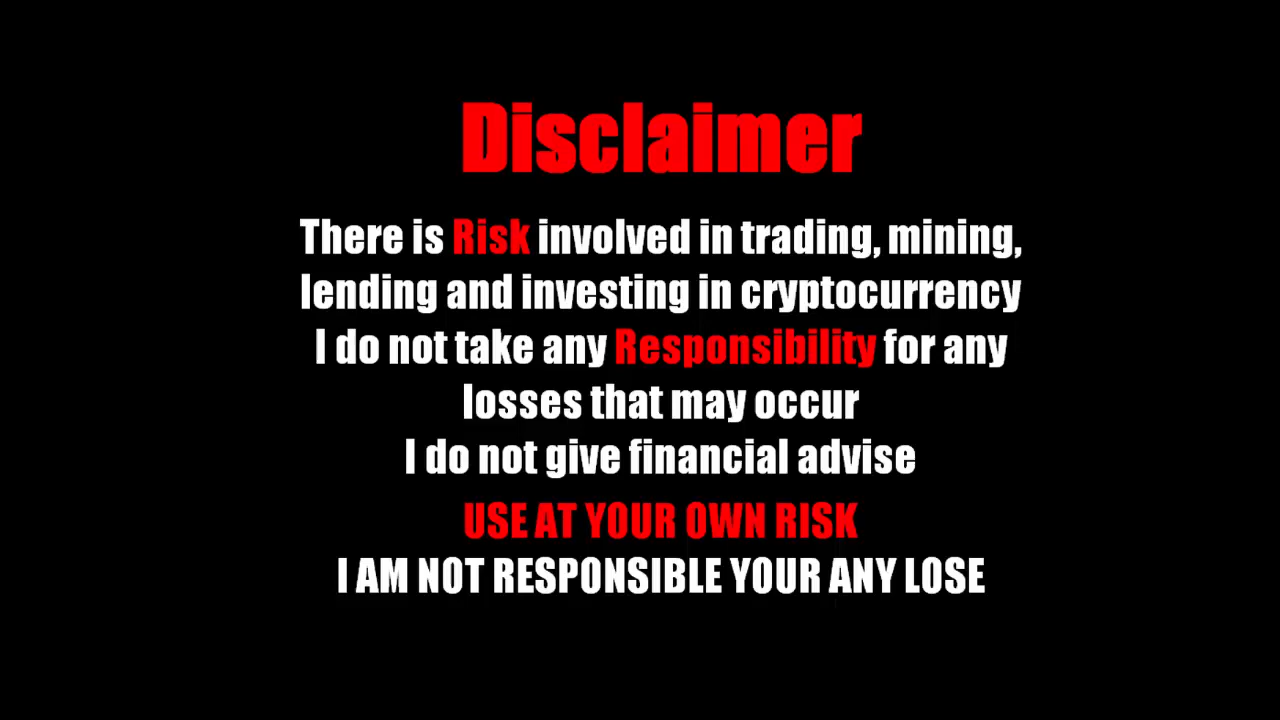 Disclaimer
There is Risk involved in trading, mining,
lending and investing in cryptocurrency
I do not take any Responsibility for any
losses that may occur
I do not give financial advise
USE AT YOUR OWN RISK
I AM NOT RESPONSIBLE YOUR ANY LOSE